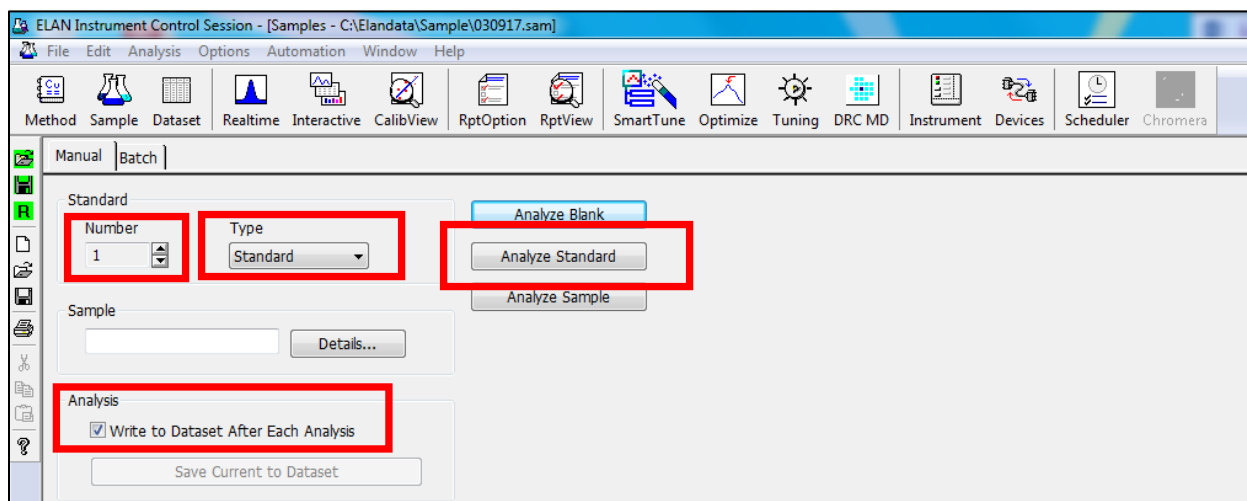 ELAN Instrument Control Session - [Samples - C:\Elandata\Sample\030917.sam]
File Edit Analysis Options Automation Window Help
Cu
Method Sample Dataset Realtime Interactive CalibView RptOption RptView SmartTune Optimize Tuning DRC MD Instrument Devices Scheduler Chromera
Manual Batch
R
Standard
Number Type
1 Standard
Analyze Blank
Analyze Standard
Analyze Sample
Sample
Details...
Analysis
Write to Dataset After Each Analysis
Save Current to Dataset